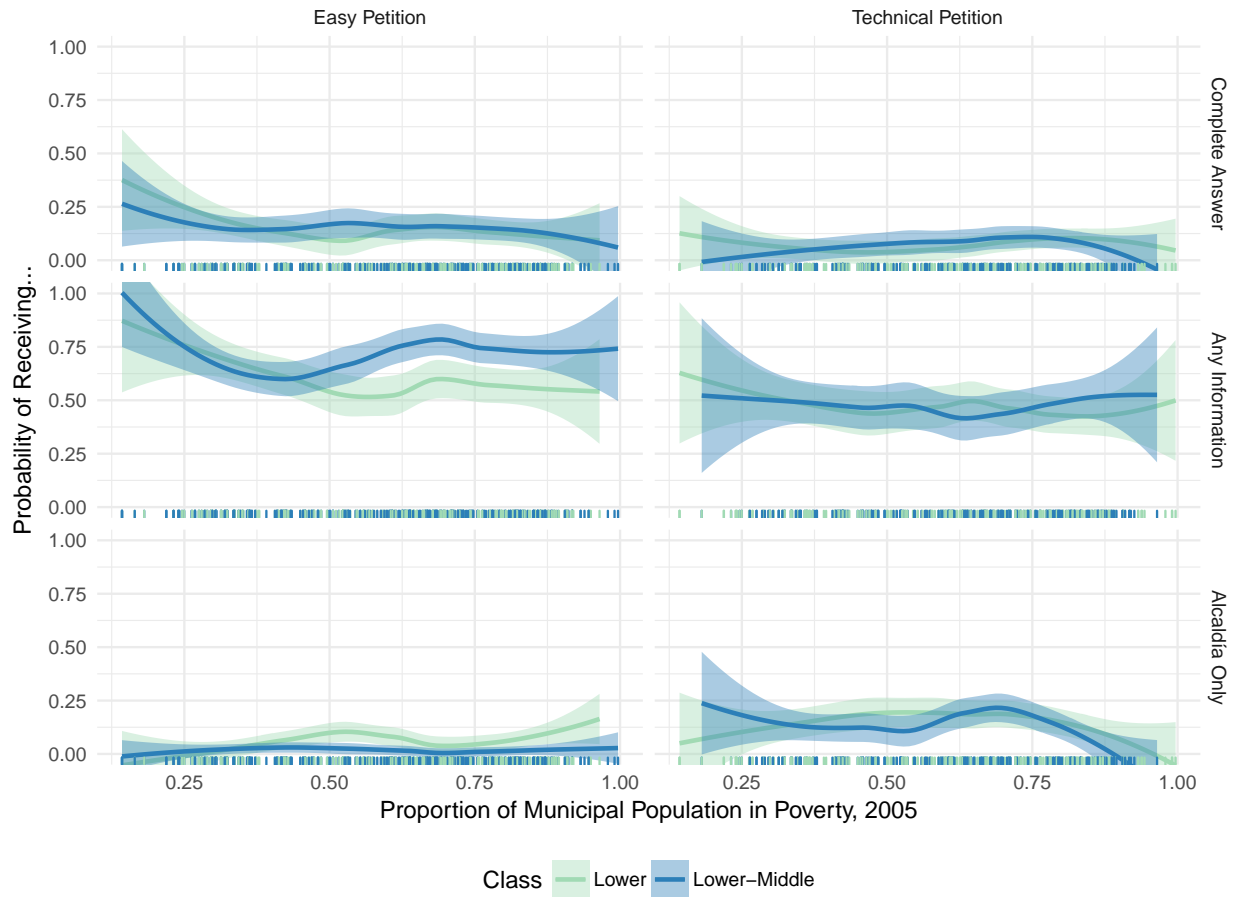 Easy Petition
Technical Petition
Probability of Receiving...
1.00
0.75
0.50
0.25
0.00
Complete Answer
1.00
0.75
0.50
0.25
0.00
Any Information
1.00
0.75
0.50
0.25
0.00
Alcaldía Only
0.25
0.50
0.75
1.00
0.25
0.50
0.75
1.00
Proportion of Municipal Population in Poverty, 2005
Class
Lower
Lower−Middle